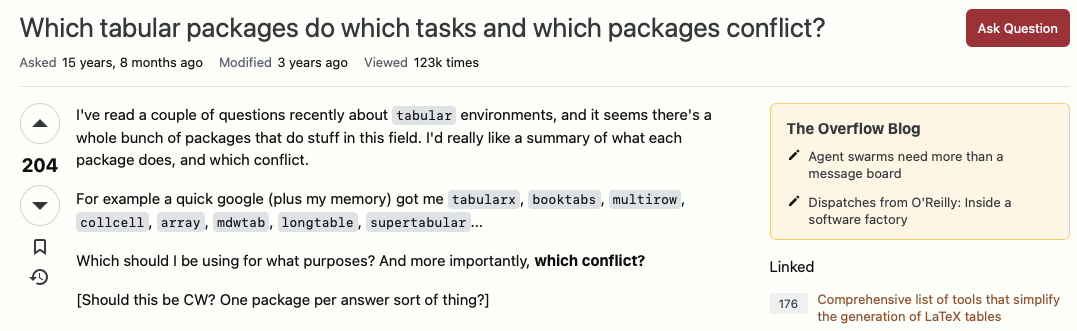 Which tabular packages do which tasks and which packages conflict?
Ask Question
Asked 15 years, 8 months ago Modified 3 years ago Viewed 123k times
I've read a couple of questions recently about tabular environments, and it seems there's a
whole bunch of packages that do stuff in this field. I'd really like a summary of what each
package does, and which conflict.
204
For example a quick google (plus my memory) got me tabularx, booktabs, multirow,
collcell, array, mdwtab, longtable, supertabular...
Which should I be using for what purposes? And more importantly, which conflict?
[Should this be CW? One package per answer sort of thing?]
The Overflow Blog
Agent swarms need more than a
message board
Dispatches from O'Reilly: Inside a
software factory
Linked
176 Comprehensive list of tools that simplify
the generation of LaTeX tables